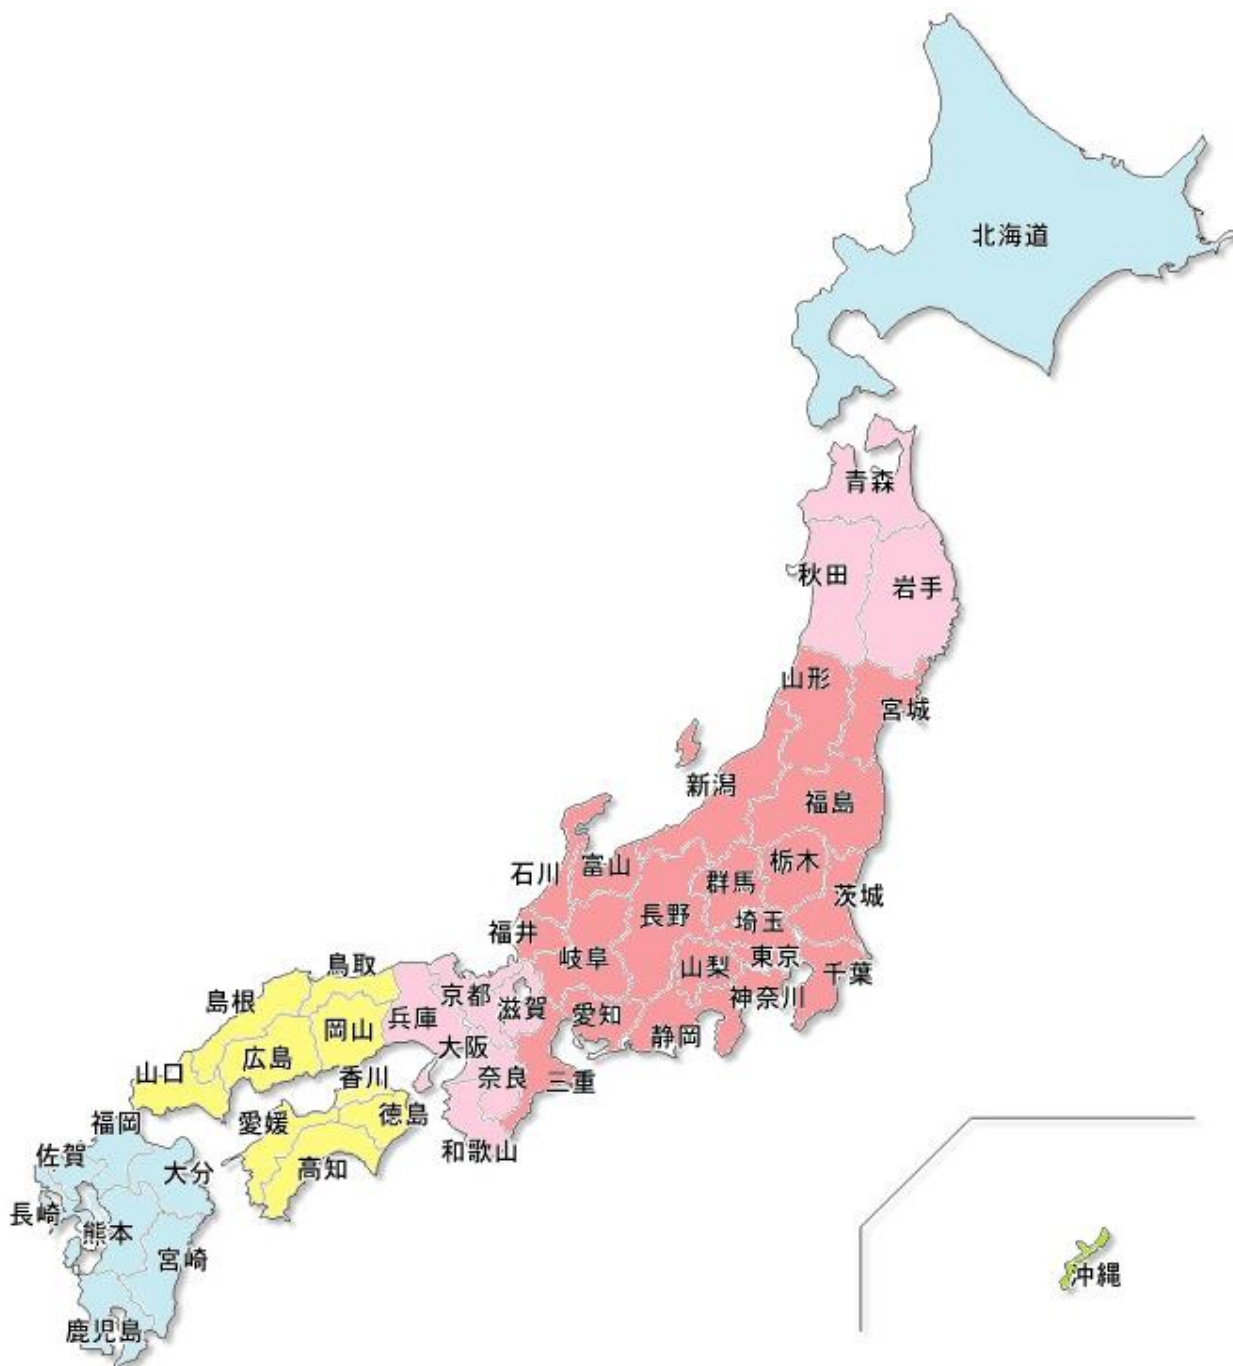 北海道
青森
秋田
岩手
山形
宮城
新潟
福島
石川
富山
群馬
栃木
茨城
長野
埼玉
福井
岐阜
山梨
東京
千葉
神奈川
鳥取
京都
滋賀
愛知
静岡
島根
岡山
兵庫
大阪
広島
山口
香川
奈良
三重
福岡
愛媛
徳島
和歌山
佐賀
大分
高知
長崎
熊本
宮崎
鹿児島
沖縄